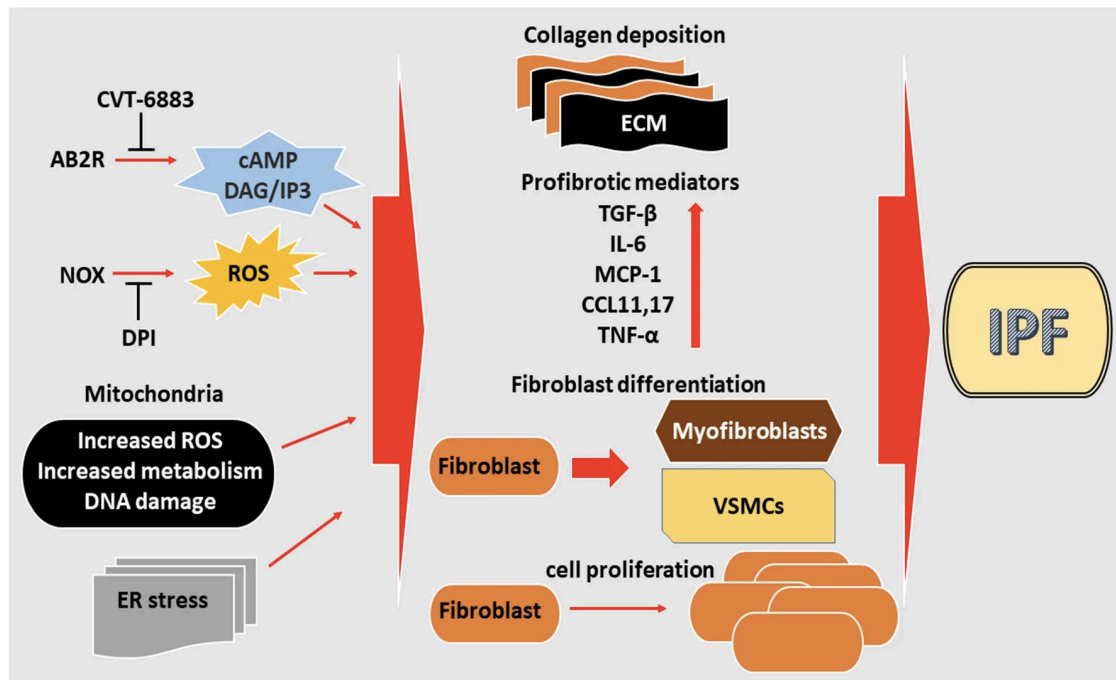 CVT-6883
AB2R
cAMP
DAG/IP3
NOX
ROS
DPI
Mitochondria
Increased ROS
Increased metabolism
DNA damage
ER stress
Collagen deposition
ECM
Profibrotic mediators
TGF-β
IL-6
MCP-1
CCL11,17
TNF-α
Fibroblast differentiation
Fibroblast
Myofibroblasts
VSMCs
cell proliferation
Fibroblast
IPF